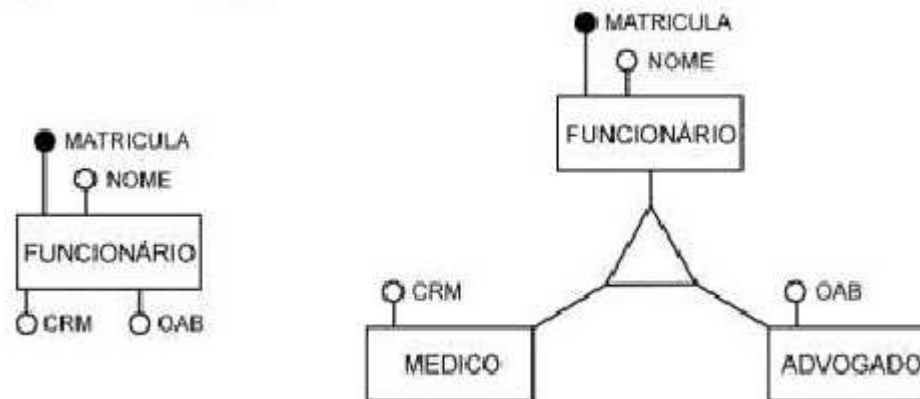 MATRICULA
NOME
FUNCIONÁRIO
CRM OAB
MATRICULA
NOME
FUNCIONÁRIO
CRM
MEDICO
OAB
ADVOGADO